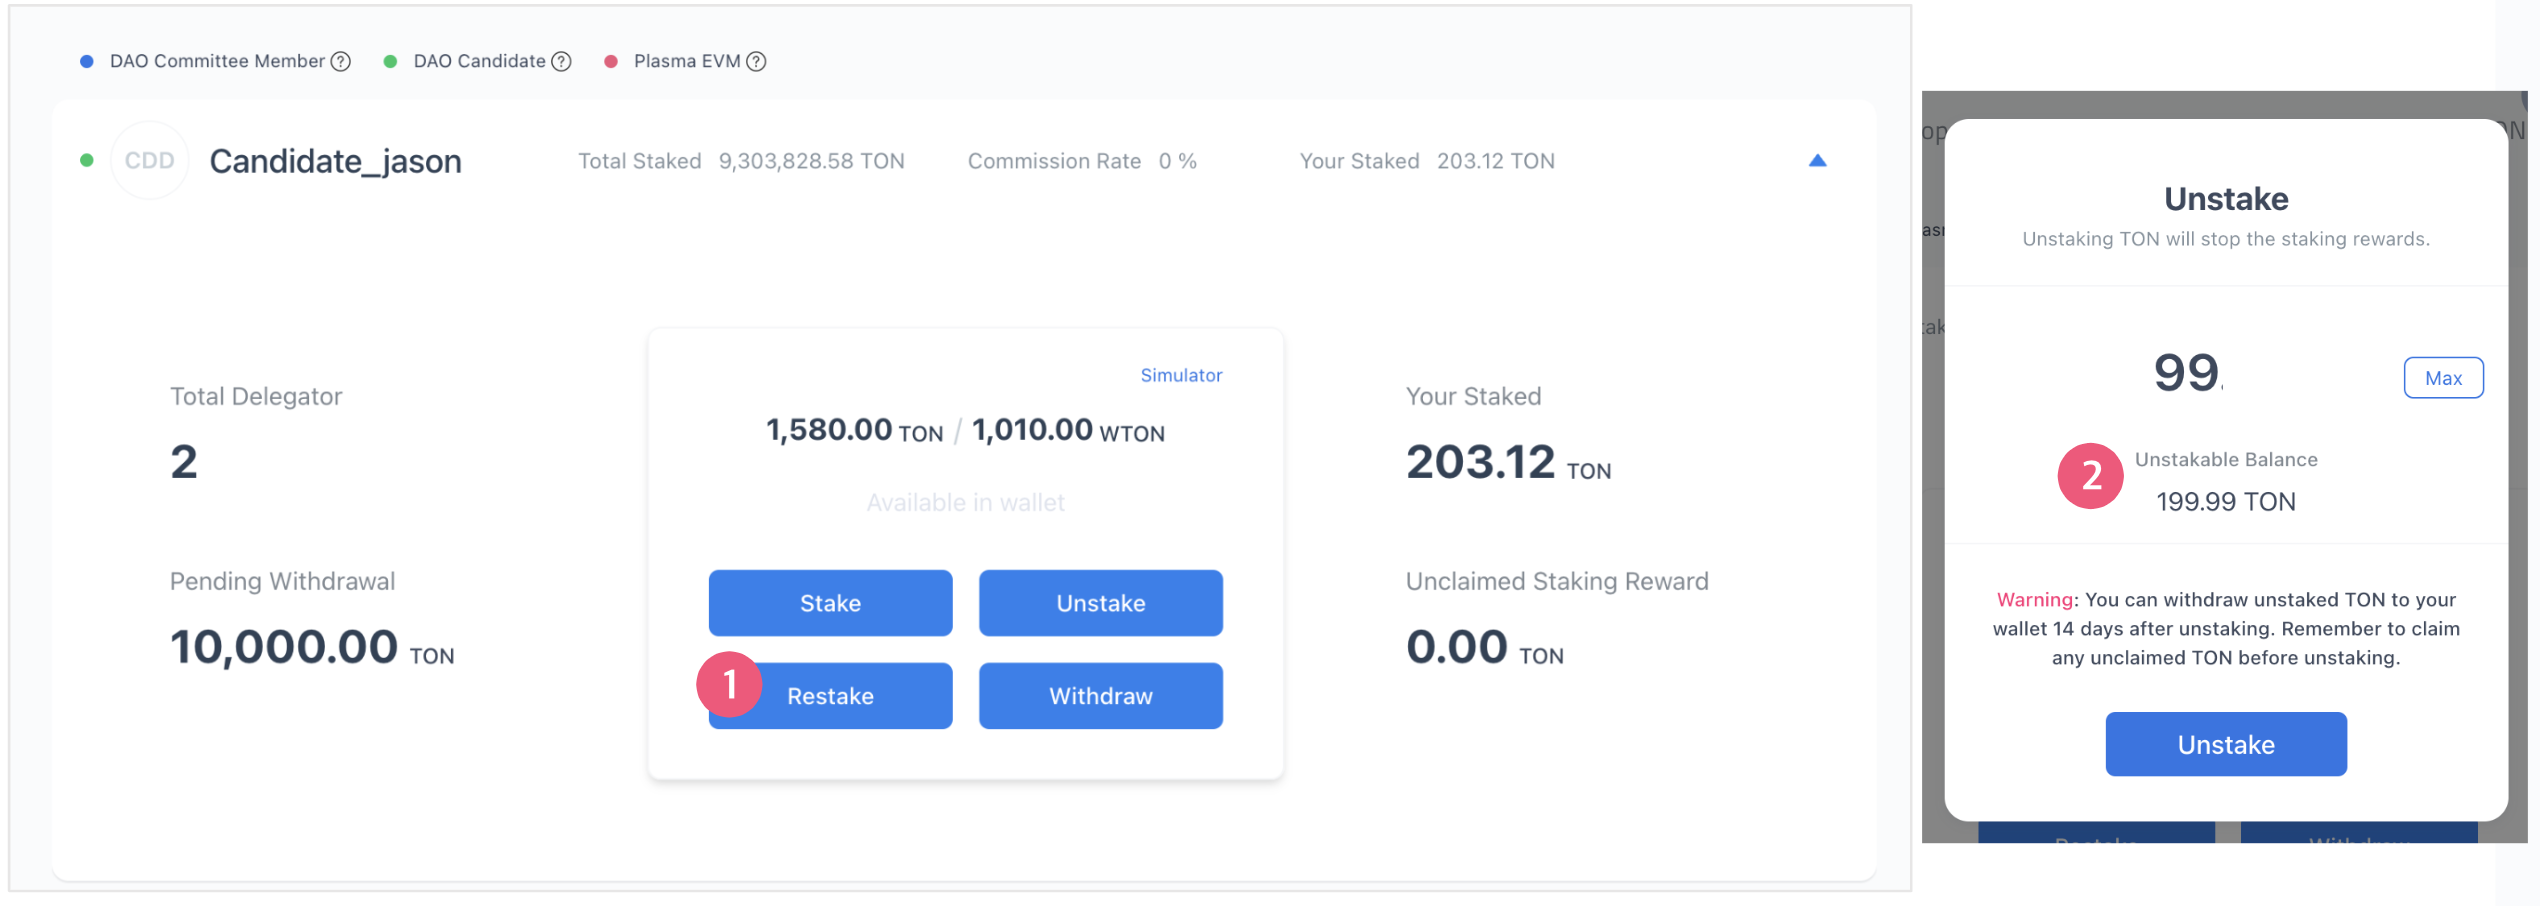 DAO Committee Member ? DAO Candidate ? Plasma EVM ?
CDD Candidate_jason Total Staked 9,303,828.58 TON Commission Rate 0 % Your Staked 203.12 TON
Simulator
1,580.00 TON / 1,010.00 WTON
Available in wallet
Total Delegator
2
Pending Withdrawal
10,000.00 TON
Stake Unstake
1 Restake Withdraw
Your Staked
203.12 TON
Unclaimed Staking Reward
0.00 TON
Unstake
Unstaking TON will stop the staking rewards.
99.
Max
2 Unstakable Balance
199.99 TON
Warning: You can withdraw unstaked TON to your
wallet 14 days after unstaking. Remember to claim
any unclaimed TON before unstaking.
Unstake